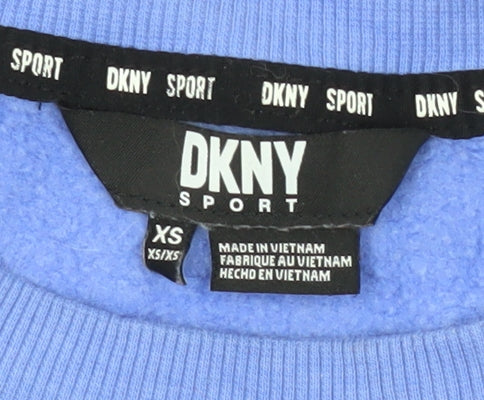 SPORT DKNY SPORT DKNY SPORT DKNY
DKNY
SPORT
XS
XS/XS
MADE IN VIETNAM
FABRIQUE AU VIETNAM
HECHO EN VIETNAM